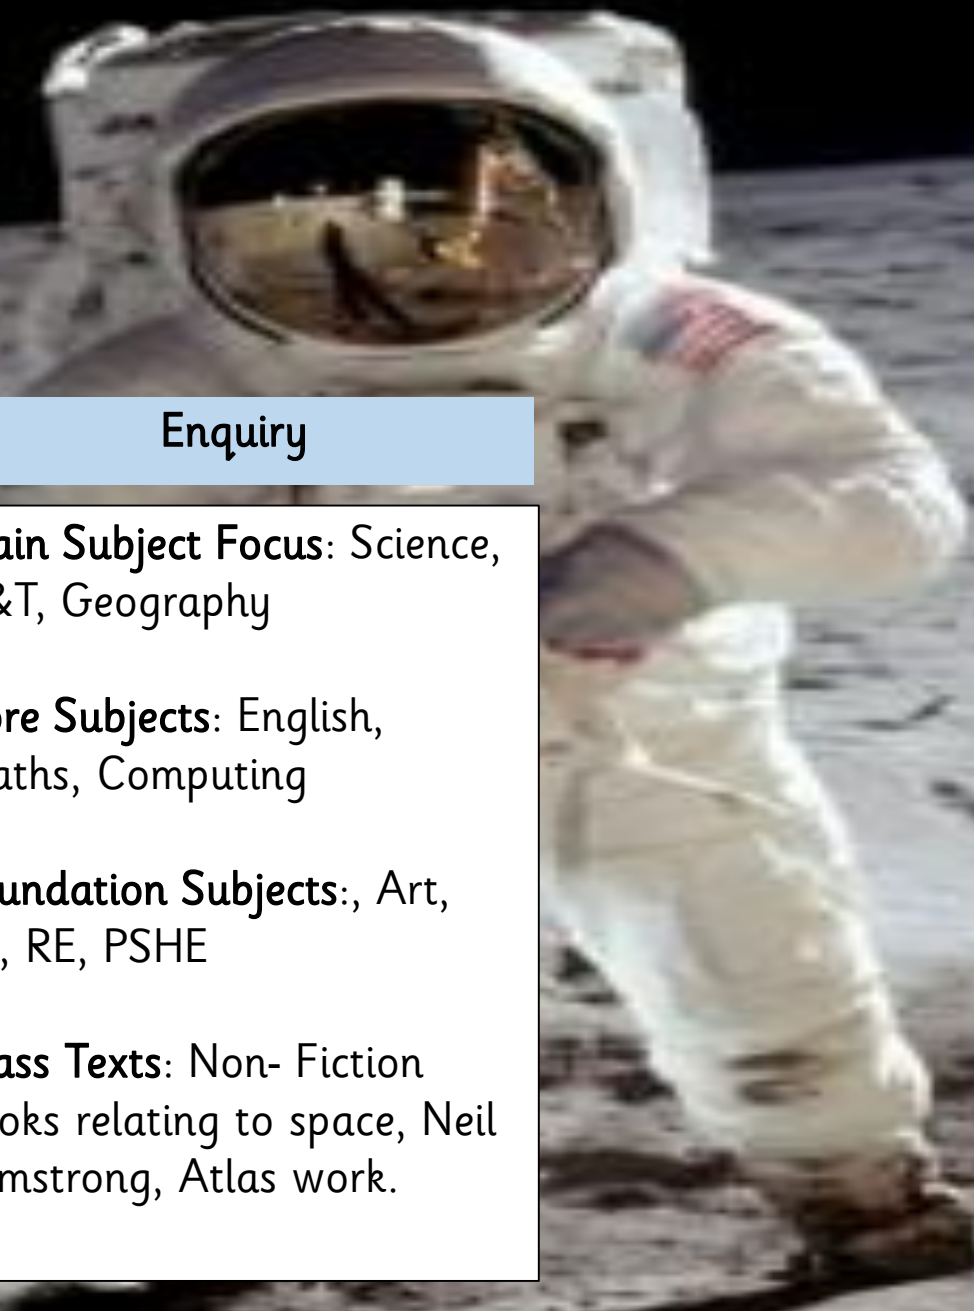 Enquiry
ain Subject Focus: Science,
&T, Geography
ore Subjects: English,
aths, Computing
undation Subjects:, Art,
, RE, PSHE
ass Texts: Non- Fiction
oks relating to space, Neil
mstrong, Atlas work.